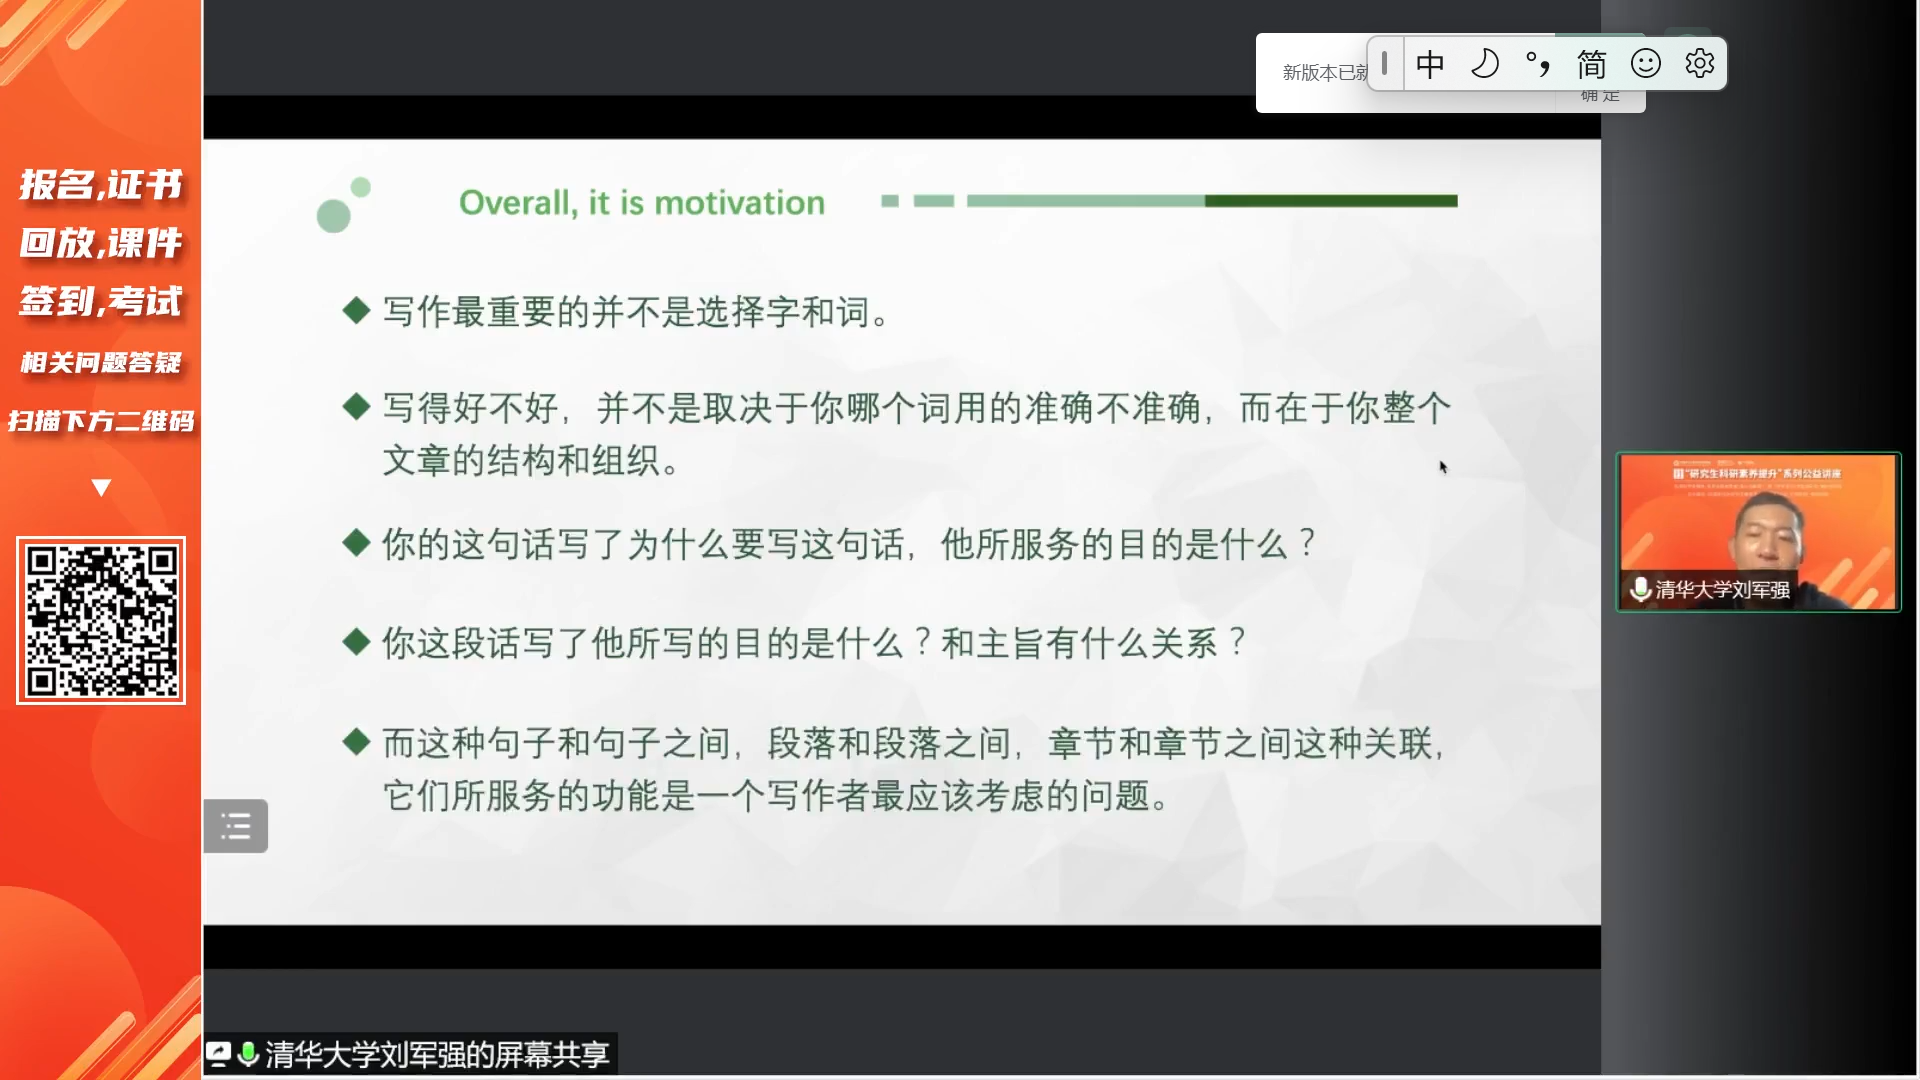 报名,证书
回放,课件
签到,考试
相关问题答疑
扫描下方二维码
新版本已就
中 简
确定
Overall, it is motivation
写作最重要的并不是选择字和词。
写得好不好，并不是取决于你哪个词用的准确不准确，而在于你整个
文章的结构和组织。
你的这句话写了为什么要写这句话，他所服务的目的是什么？
你这段话写了他所写的目的是什么？和主旨有什么关系？
而这种句子和句子之间，段落和段落之间，章节和章节之间这种关联，
它们所服务的功能是一个写作者最应该考虑的问题。
“研究生科研素养提升”系列公益讲座
清华大学刘军强
清华大学刘军强的屏幕共享